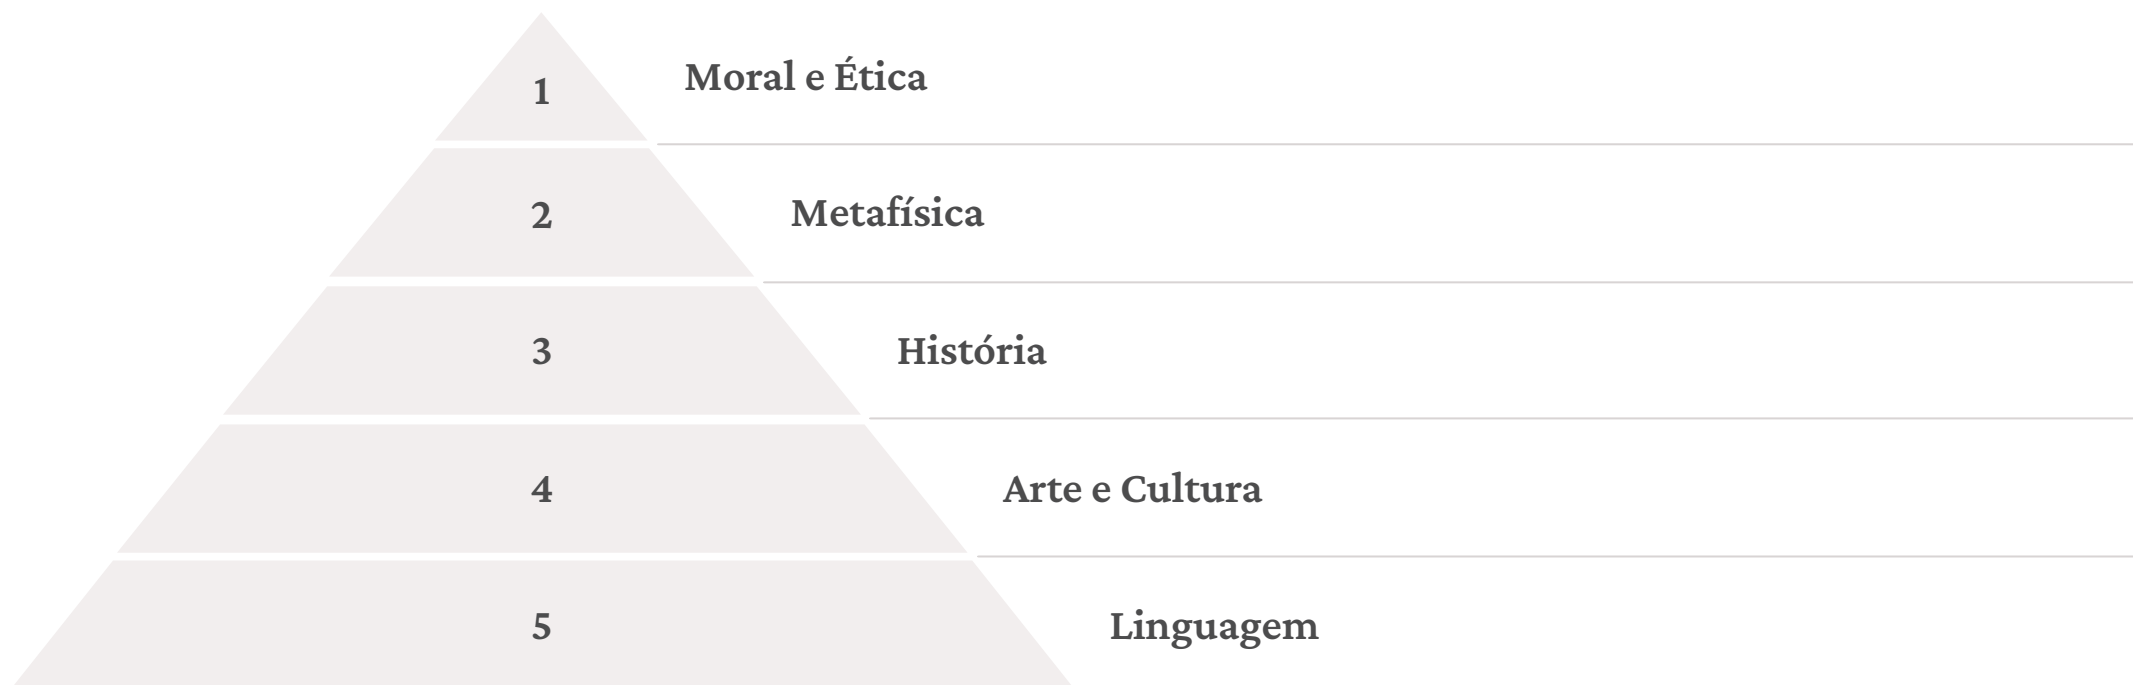 1 Moral e Ética
2 Metafísica
3 História
4 Arte e Cultura
5 Linguagem